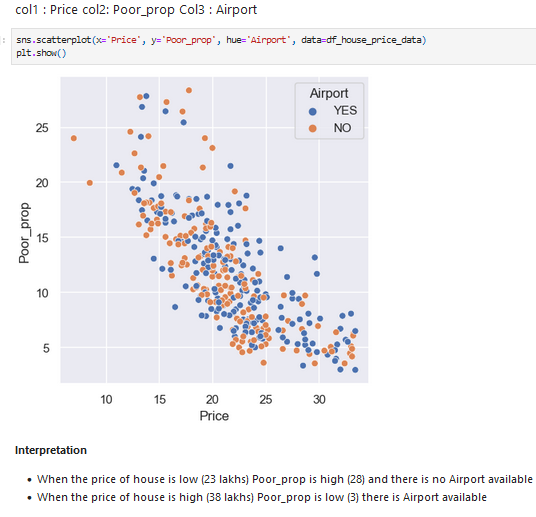 col1 : Price col2: Poor_prop Col3 : Airport
]: sns.scatterplot(x='Price', y='Poor_prop', hue='Airport', data=df_house_price_data)
plt.show()
Airport
YES
NO
25
20
15
10
5
Poor_prop
10 15 20 25 30
Price
Interpretation
• When the price of house is low (23 lakhs) Poor_prop is high (28) and there is no Airport available
• When the price of house is high (38 lakhs) Poor_prop is low (3) there is Airport available